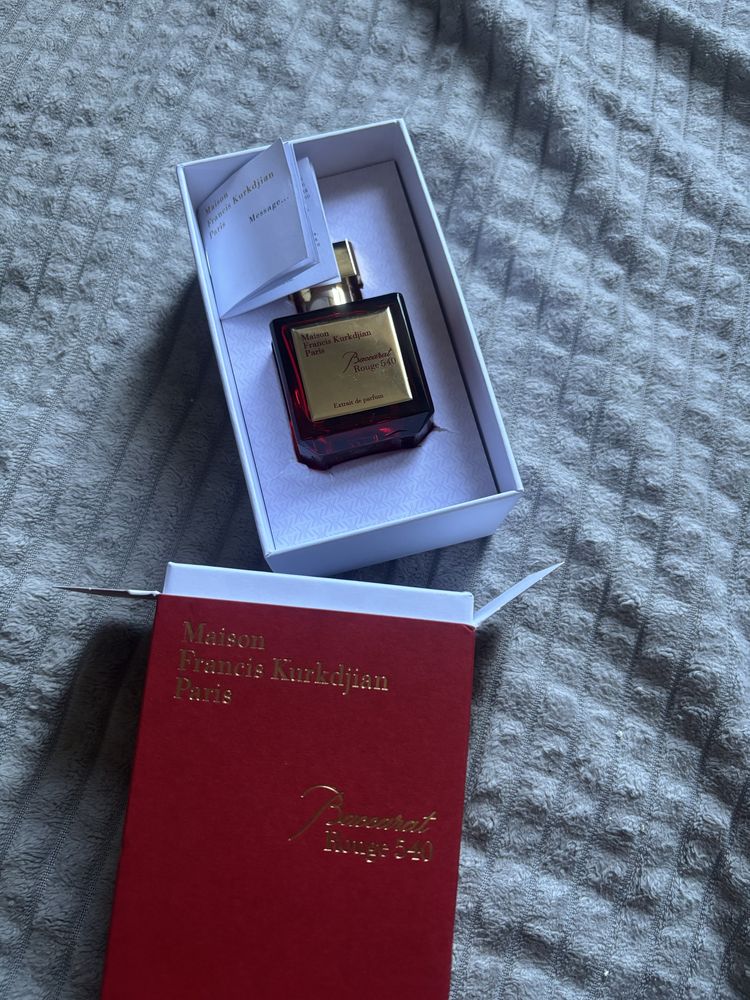 Maison
Francis Kurkdjian
Paris
Message...
Maison
Francis Kurkdjian
Paris
Baccarat
Rouge 540
Extrait de parfum
Maison
Francis Kurkdjian
Paris
Baccarat
Rouge 540